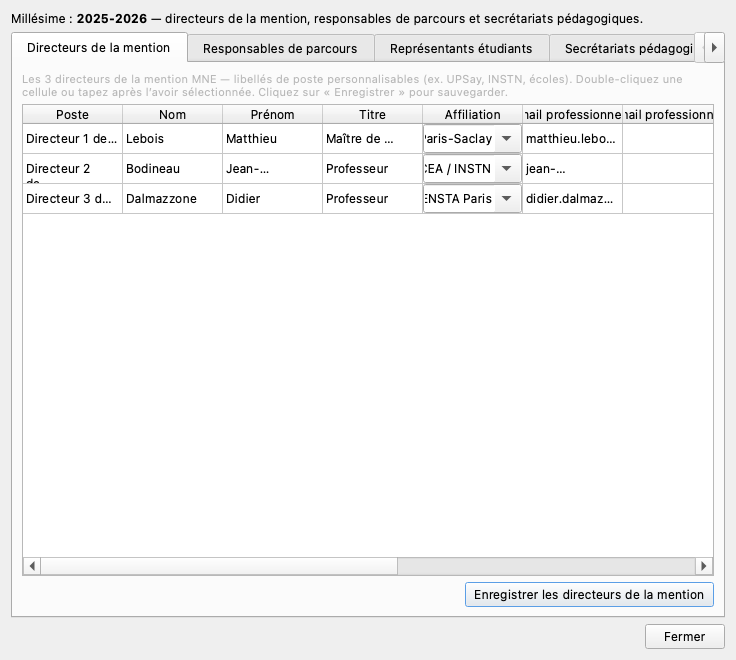 Millésime : 2025-2026 — directeurs de la mention, responsables de parcours et secrétariats pédagogiques.
Directeurs de la mention Responsables de parcours Représentants étudiants Secrétariats pédagogi
Les 3 directeurs de la mention MNE — libellés de poste personnalisables (ex. UPSay, INSTN, écoles). Double-cliquez une
cellule ou tapez après l'avoir sélectionnée. Cliquez sur « Enregistrer » pour sauvegarder.
Poste Nom Prénom Titre Affiliation nail professionne nail professionn
Directeur 1 de... Lebois Matthieu Maître de ... Paris-Saclay matthieu.lebo...
Directeur 2 Bodineau Jean-... Professeur CEA / INSTN jean-...
Directeur 3 d... Dalmazzone Didier Professeur ENSTA Paris didier.dalmaz...
Enregistrer les directeurs de la mention
Fermer